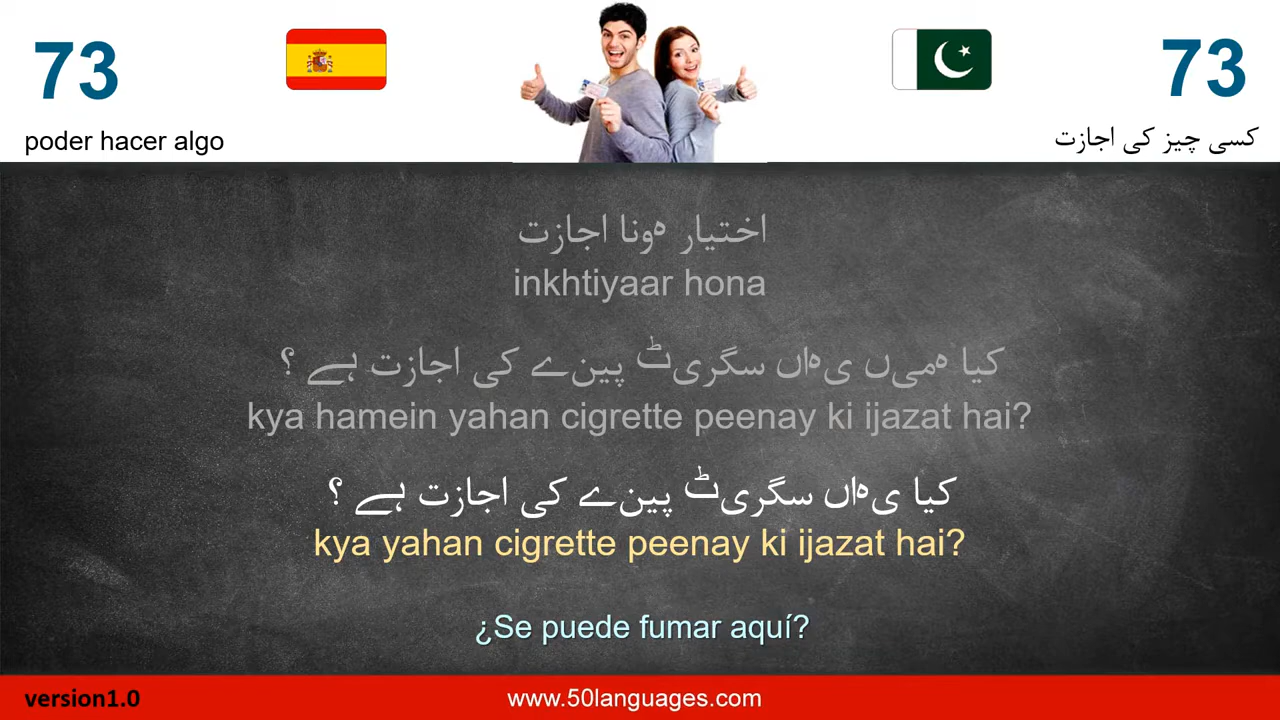 73
73
poder hacer algo
کسی چیز کی اجازت
اختیار ہونا اجازت
inkhtiyaar hona
کیا ہمیں یہاں سگریٹ پینے کی اجازت ہے ؟
kya hamein yahan cigrette peenay ki ijazat hai?
کیا یہاں سگریٹ پینے کی اجازت ہے ؟
kya yahan cigrette peenay ki ijazat hai?
¿Se puede fumar aquí?
version1.0
www.50languages.com